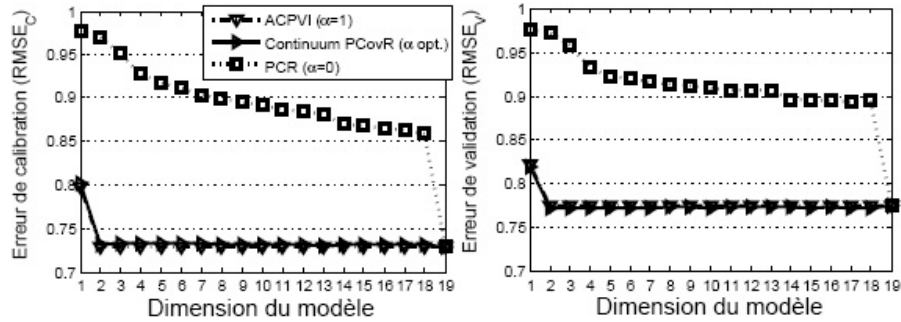 Erreur de calibration (RMSE_C)
1
0.95
0.9
0.85
0.8
0.75
0.7
ACPVI (α=1)
Continuum PCovR (α opt.)
PCR (α=0)
1 2 3 4 5 6 7 8 9 10 11 12 13 14 15 16 17 18 19
Dimension du modèle
Erreur de validation (RMSE_V)
1
0.95
0.9
0.85
0.8
0.75
0.7
1 2 3 4 5 6 7 8 9 10 11 12 13 14 15 16 17 18 19
Dimension du modèle